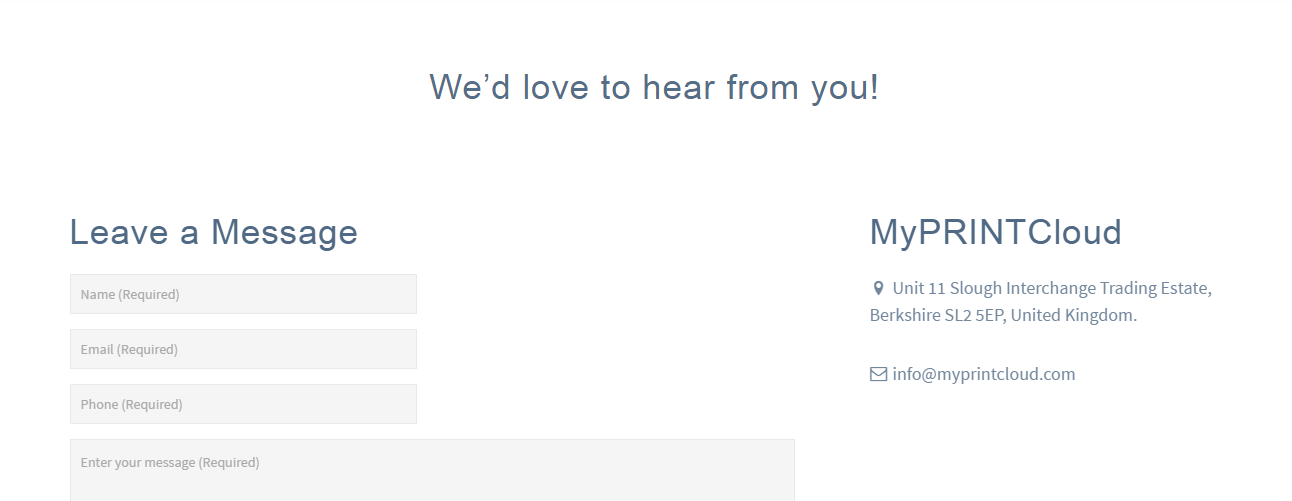 We’d love to hear from you!
Leave a Message
Name (Required)
Email (Required)
Phone (Required)
Enter your message (Required)
MyPRINTCloud
Unit 11 Slough Interchange Trading Estate,
Berkshire SL2 5EP, United Kingdom.
info@myprintcloud.com